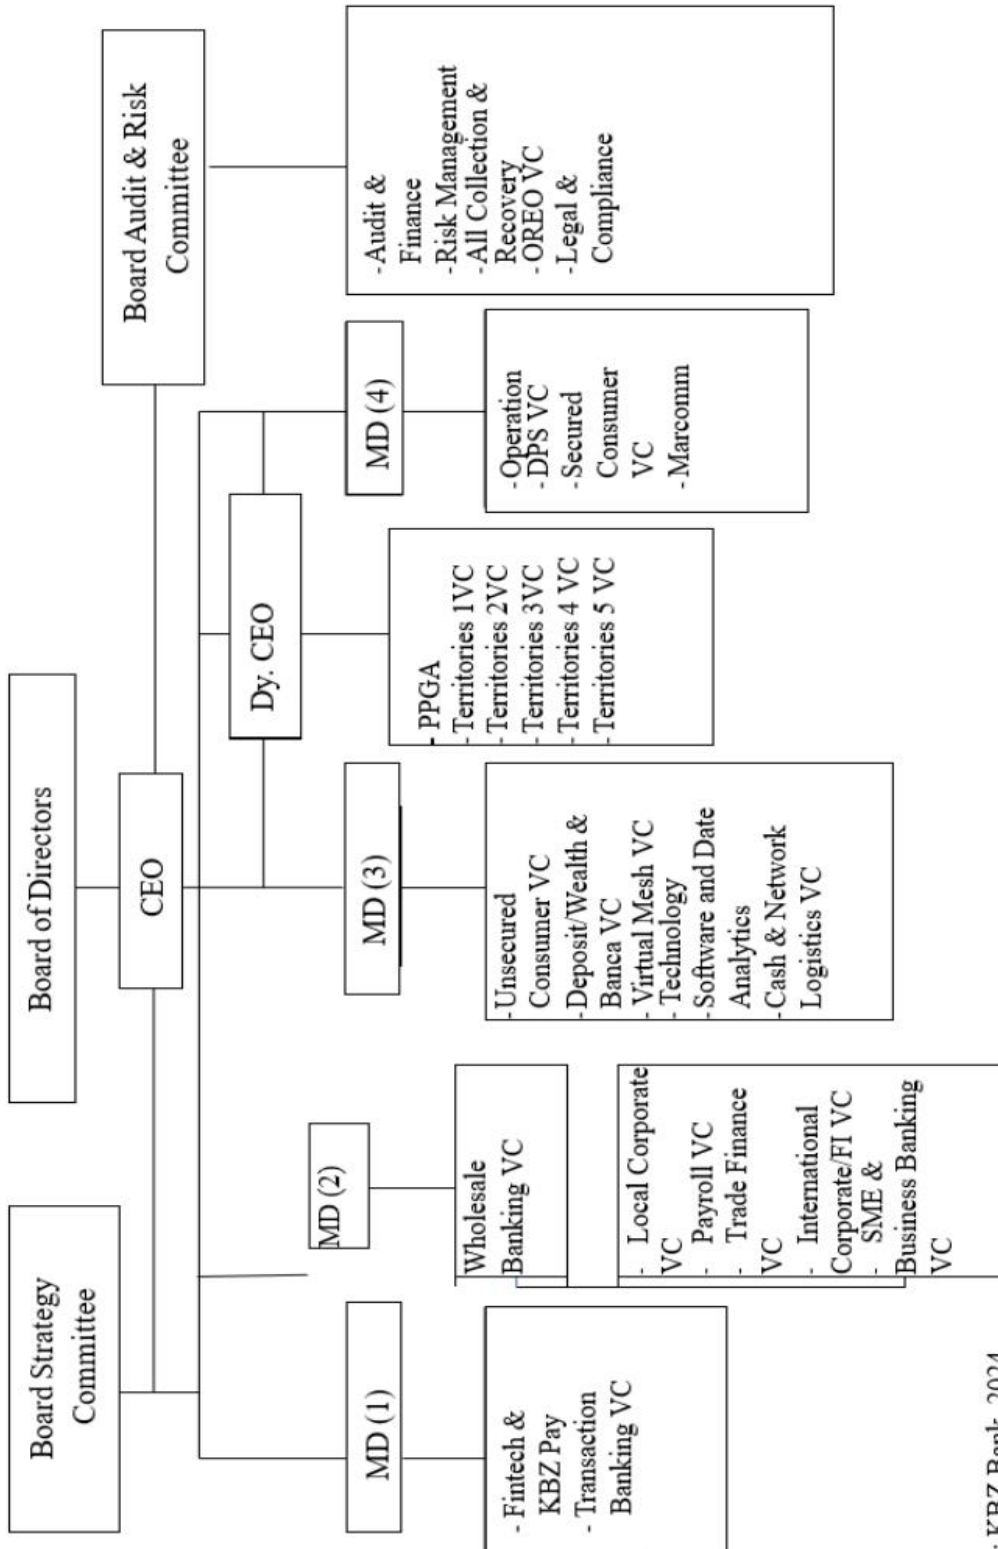 Board of Directors
Board Strategy
Committee
CEO
Board Audit & Risk
Committee
Dy. CEO
MD (1)
MD (2)
MD (3)
MD (4)
- Fintech &
KBZ Pay
- Transaction
Banking VC
Wholesale
Banking VC
- Local Corporate
VC
- Payroll VC
- Trade Finance
VC
- International
Corporate/FI VC
- SME &
Business Banking
VC
- Unsecured
Consumer VC
- Deposit/Wealth &
Banca VC
- Virtual Mesh VC
- Technology
- Software and Date
Analytics
- Cash & Network
Logistics VC
- PPGA
- Territories 1VC
- Territories 2VC
- Territories 3VC
- Territories 4 VC
- Territories 5 VC
- Operation
- DPS VC
- Secured
Consumer
VC
- Marcomm
- Audit &
Finance
- Risk Management
- All Collection &
Recovery
- OREO VC
- Legal &
Compliance
KBZ Bank, 2024